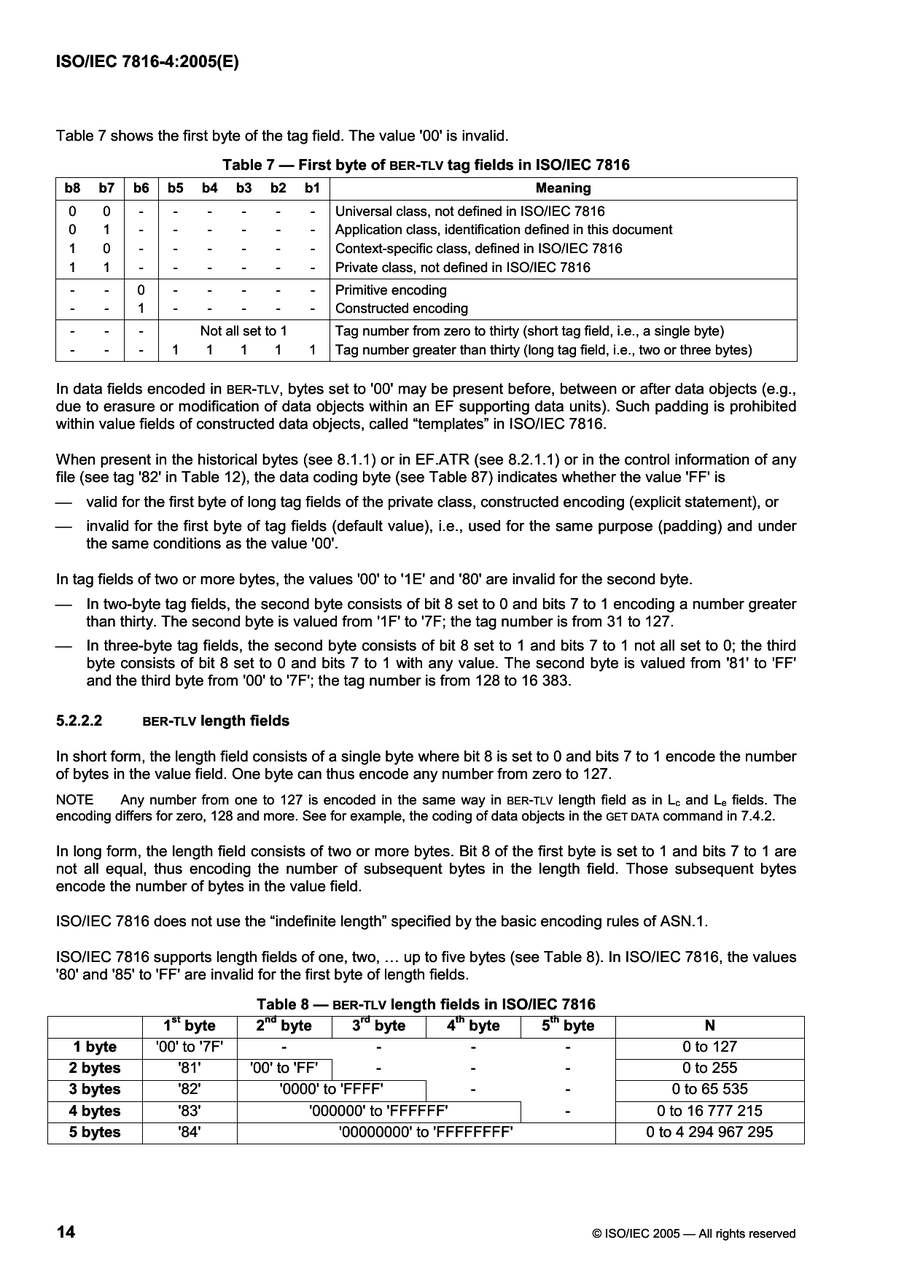 ISO/IEC 7816-4:2005(E)
Table 7 shows the first byte of the tag field. The value '00' is invalid.
Table 7 — First byte of BER-TLV tag fields in ISO/IEC 7816
b8 b7 b6 b5 b4 b3 b2 b1 Meaning
0 0 - - - - - - Universal class, not defined in ISO/IEC 7816
0 1 - - - - - - Application class, identification defined in this document
1 0 - - - - - - Context-specific class, defined in ISO/IEC 7816
1 1 - - - - - - Private class, not defined in ISO/IEC 7816
- - 0 - - - - - Primitive encoding
- - 1 - - - - - Constructed encoding
- - - Not all set to 1 Tag number from zero to thirty (short tag field, i.e., a single byte)
- - - 1 1 1 1 1 Tag number greater than thirty (long tag field, i.e., two or three bytes)
In data fields encoded in BER-TLV, bytes set to '00' may be present before, between or after data objects (e.g.,
due to erasure or modification of data objects within an EF supporting data units). Such padding is prohibited
within value fields of constructed data objects, called “templates” in ISO/IEC 7816.
When present in the historical bytes (see 8.1.1) or in EF.ATR (see 8.2.1.1) or in the control information of any
file (see tag '82' in Table 12), the data coding byte (see Table 87) indicates whether the value 'FF' is
— valid for the first byte of long tag fields of the private class, constructed encoding (explicit statement), or
— invalid for the first byte of tag fields (default value), i.e., used for the same purpose (padding) and under
the same conditions as the value '00'.
In tag fields of two or more bytes, the values '00' to '1E' and '80' are invalid for the second byte.
— In two-byte tag fields, the second byte consists of bit 8 set to 0 and bits 7 to 1 encoding a number greater
than thirty. The second byte is valued from '1F' to '7F; the tag number is from 31 to 127.
— In three-byte tag fields, the second byte consists of bit 8 set to 1 and bits 7 to 1 not all set to 0; the third
byte consists of bit 8 set to 0 and bits 7 to 1 with any value. The second byte is valued from '81' to 'FF'
and the third byte from '00' to '7F'; the tag number is from 128 to 16 383.
5.2.2.2 BER-TLV length fields
In short form, the length field consists of a single byte where bit 8 is set to 0 and bits 7 to 1 encode the number
of bytes in the value field. One byte can thus encode any number from zero to 127.
NOTE Any number from one to 127 is encoded in the same way in BER-TLV length field as in Lc and Le fields. The
encoding differs for zero, 128 and more. See for example, the coding of data objects in the GET DATA command in 7.4.2.
In long form, the length field consists of two or more bytes. Bit 8 of the first byte is set to 1 and bits 7 to 1 are
not all equal, thus encoding the number of subsequent bytes in the length field. Those subsequent bytes
encode the number of bytes in the value field.
ISO/IEC 7816 does not use the “indefinite length” specified by the basic encoding rules of ASN.1.
ISO/IEC 7816 supports length fields of one, two, … up to five bytes (see Table 8). In ISO/IEC 7816, the values
'80' and '85' to 'FF' are invalid for the first byte of length fields.
Table 8 — BER-TLV length fields in ISO/IEC 7816
1st byte 2nd byte 3rd byte 4th byte 5th byte N
1 byte '00' to '7F' - - - - 0 to 127
2 bytes '81' '00' to 'FF' - - - 0 to 255
3 bytes '82' '0000' to 'FFFF' - - 0 to 65 535
4 bytes '83' '000000' to 'FFFFFF' - 0 to 16 777 215
5 bytes '84' '00000000' to 'FFFFFFFF' 0 to 4 294 967 295
14 © ISO/IEC 2005 — All rights reserved